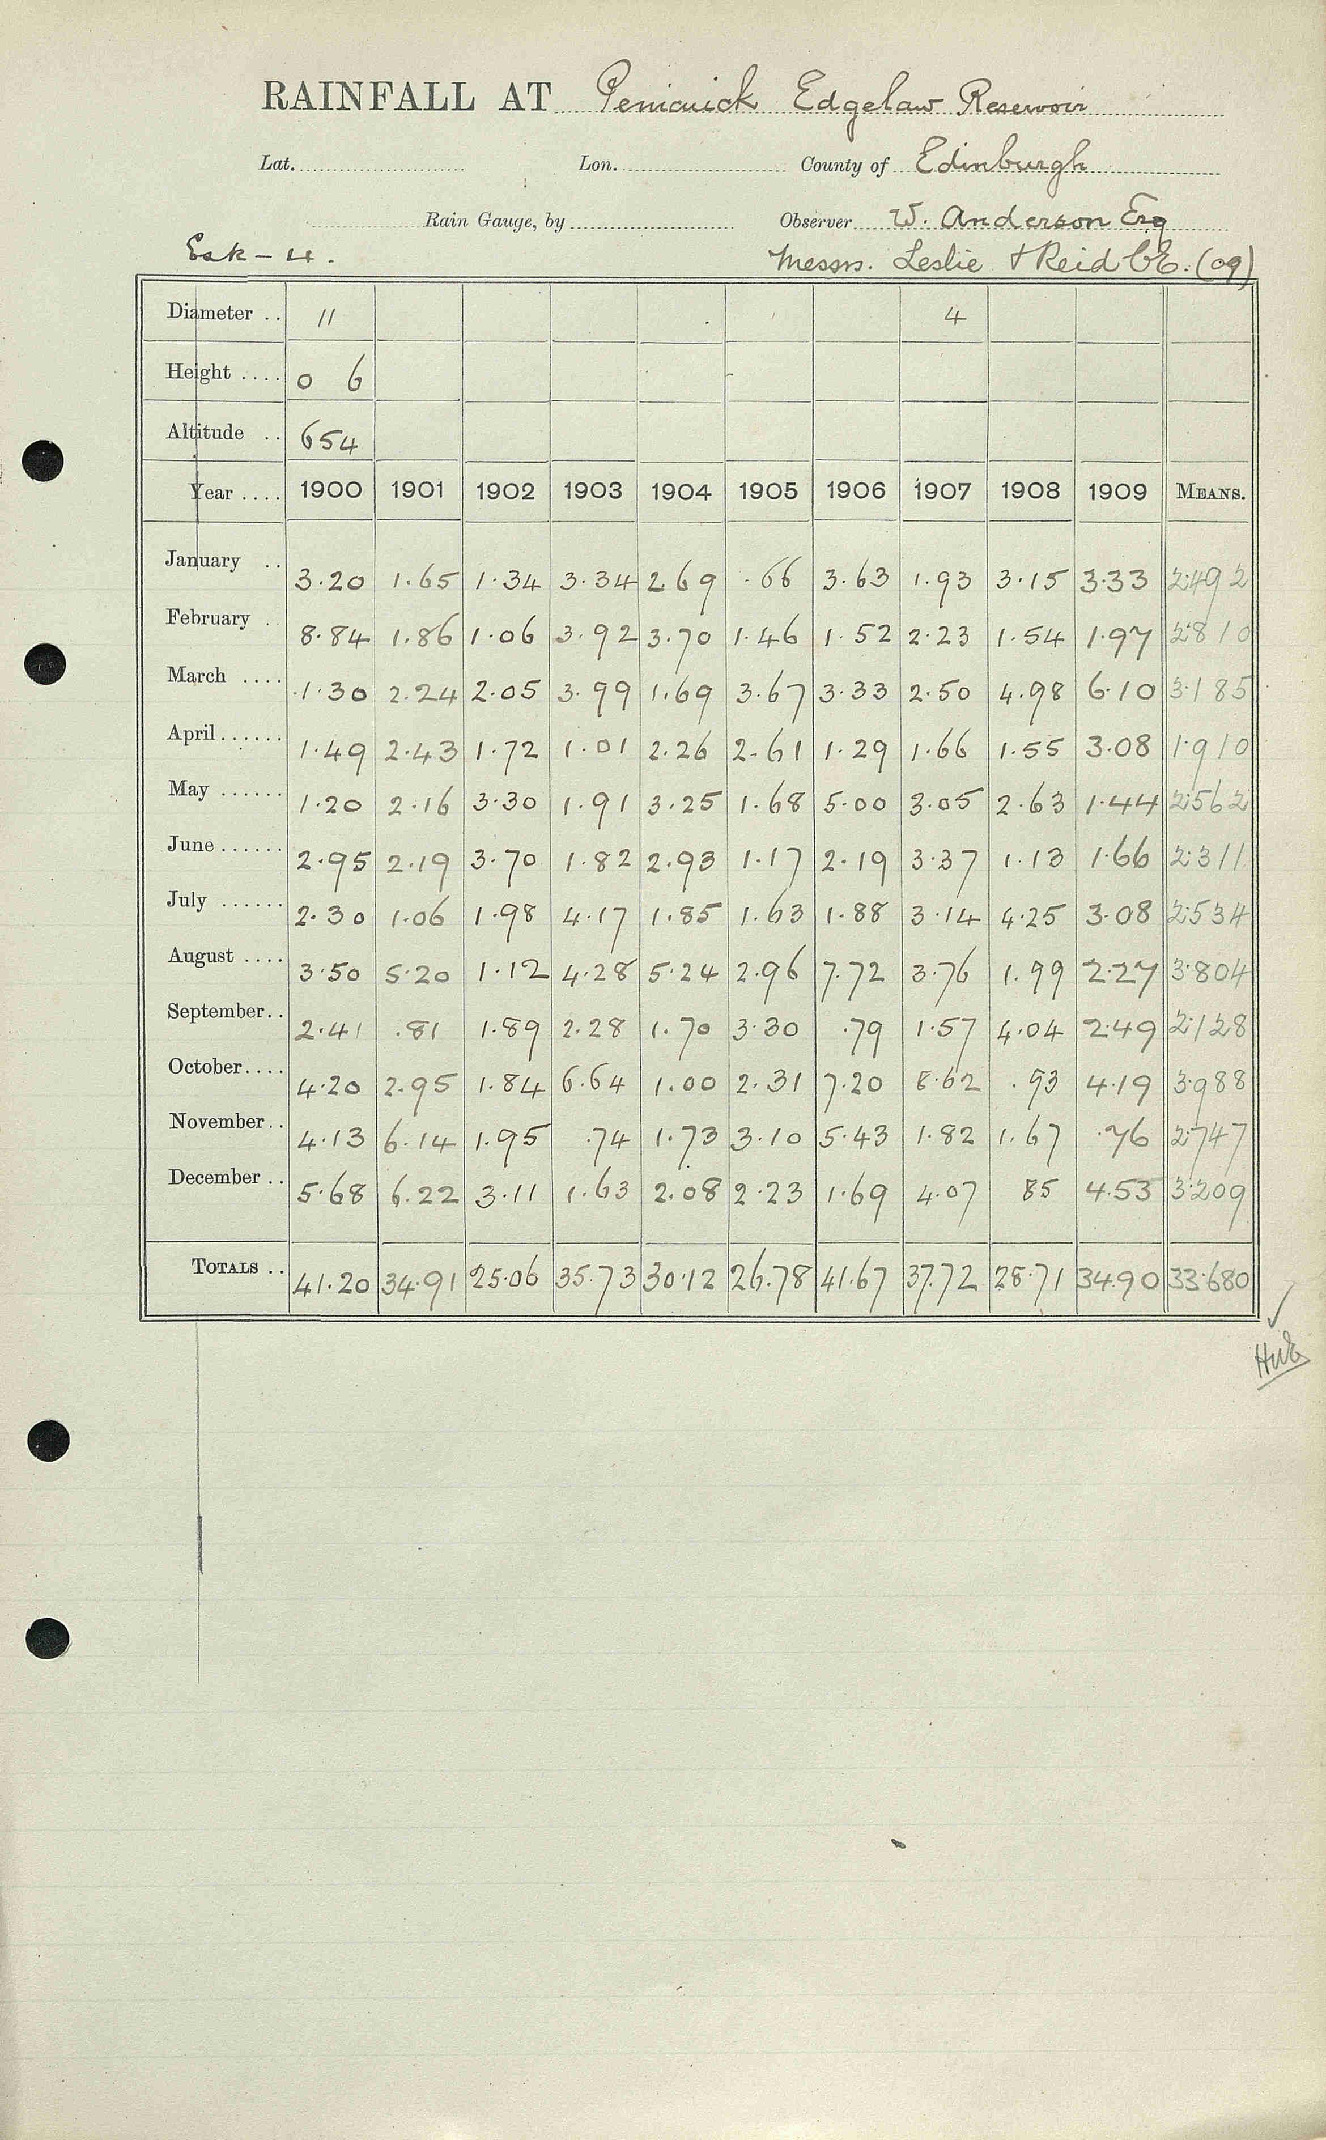 RAINFALL AT Penicuick Edgelaw Reservoir
Lat. Lon. County of Edinburgh
Rain Gauge, by Observer W. Anderson Esq
Esk - 4. Messrs. Leslie & Reid C.E. (09)
Diameter .. 11 4
Height .... 0 6
Altitude .. 654
Year .... 1900 1901 1902 1903 1904 1905 1906 1907 1908 1909 MEANS.
January .. 3.20 1.65 1.34 3.34 2 69 .66 3.63 1.93 3.15 3.33 2.492
February .. 8.84 1.86 1.06 3.92 3.70 1.46 1.52 2.23 1.54 1.97 2.810
March .... 1.30 2.24 2.05 3.99 1.69 3.67 3.33 2.50 4.98 6.10 3.185
April...... 1.49 2.43 1.72 1.01 2.26 2.61 1.29 1.66 1.55 3.08 1.910
May ...... 1.20 2.16 3.30 1.91 3.25 1.68 5.00 3.05 2.63 1.44 2.562
June ...... 2.95 2.19 3.70 1.82 2.93 1.17 2.19 3.37 1.13 1.66 2.311
July ...... 2.30 1.06 1.98 4.17 1.85 1.63 1.88 3.14 4.25 3.08 2.534
August .... 3.50 5.20 1.12 4.28 5.24 2.96 7.72 3.76 1.99 2.27 3.804
September.. 2.41 .81 1.89 2.28 1.70 3.30 .79 1.57 4.04 2.49 2.128
October.... 4.20 2.95 1.84 6.64 1.00 2.31 7.20 8.62 .93 4.19 3.988
November.. 4.13 6.14 1.95 .74 1.73 3.10 5.43 1.82 1.67 .76 2.747
December .. 5.68 6.22 3.11 1.63 2.08 2.23 1.69 4.07 85 4.53 3.209
TOTALS .. 41.20 34.91 25.06 35.73 30.12 26.78 41.67 37.72 28.71 34.90 33.680